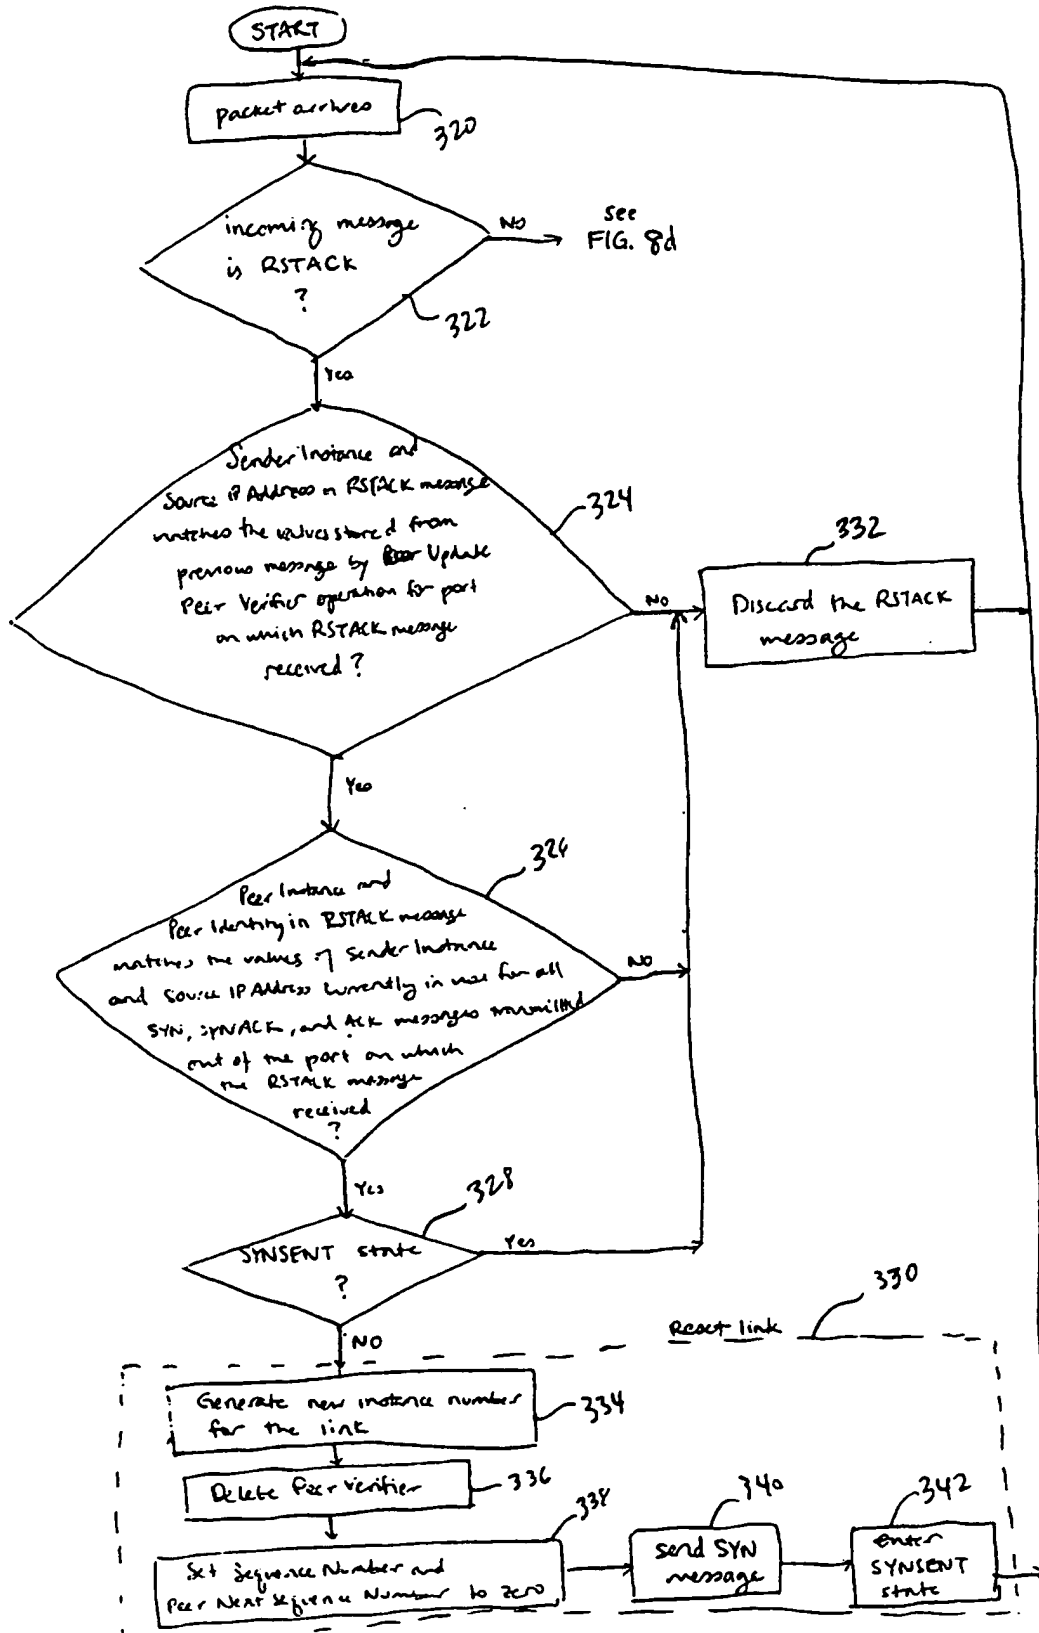 START
packet arrives
320
incoming message
is RSTACK
?
322
NO
see
FIG. 8d
Yes
Sender Instance and
Source IP Address in RSTACK message
matches the values stored from
previous message by Update
Peer Verifier operation for port
on which RSTACK message
received?
324
NO
332
Discard the RSTACK
message
Yes
Peer Instance and
Peer Identity in RSTACK message
matches the values of Sender Instance
and Source IP Address currently in use for all
SYN, SYNACK, and ACK messages transmitted
out of the port on which
the RSTACK message
received
?
326
NO
Yes
SYNSENT state
?
328
Yes
NO
Reset link
330
Generate new instance number
for the link
334
Delete Peer Verifier
336
Set Sequence Number and
Peer Next Sequence Number to zero
338
send SYN
message
340
enter
SYNSENT
state
342